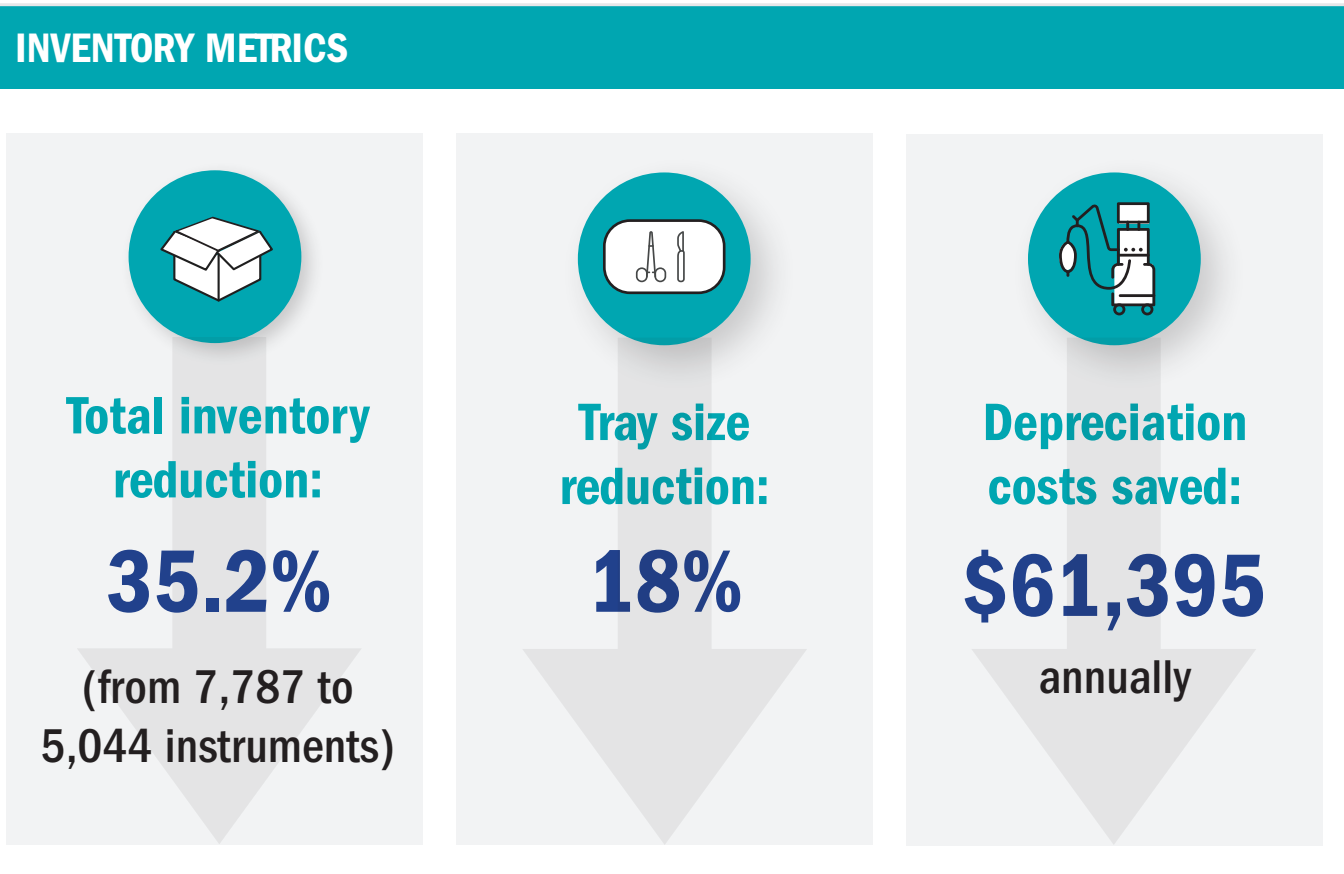 INVENTORY METRICS
Total inventory
reduction:
35.2%
(from 7,787 to
5,044 instruments)
Tray size
reduction:
18%
Depreciation
costs saved:
$61,395
annually